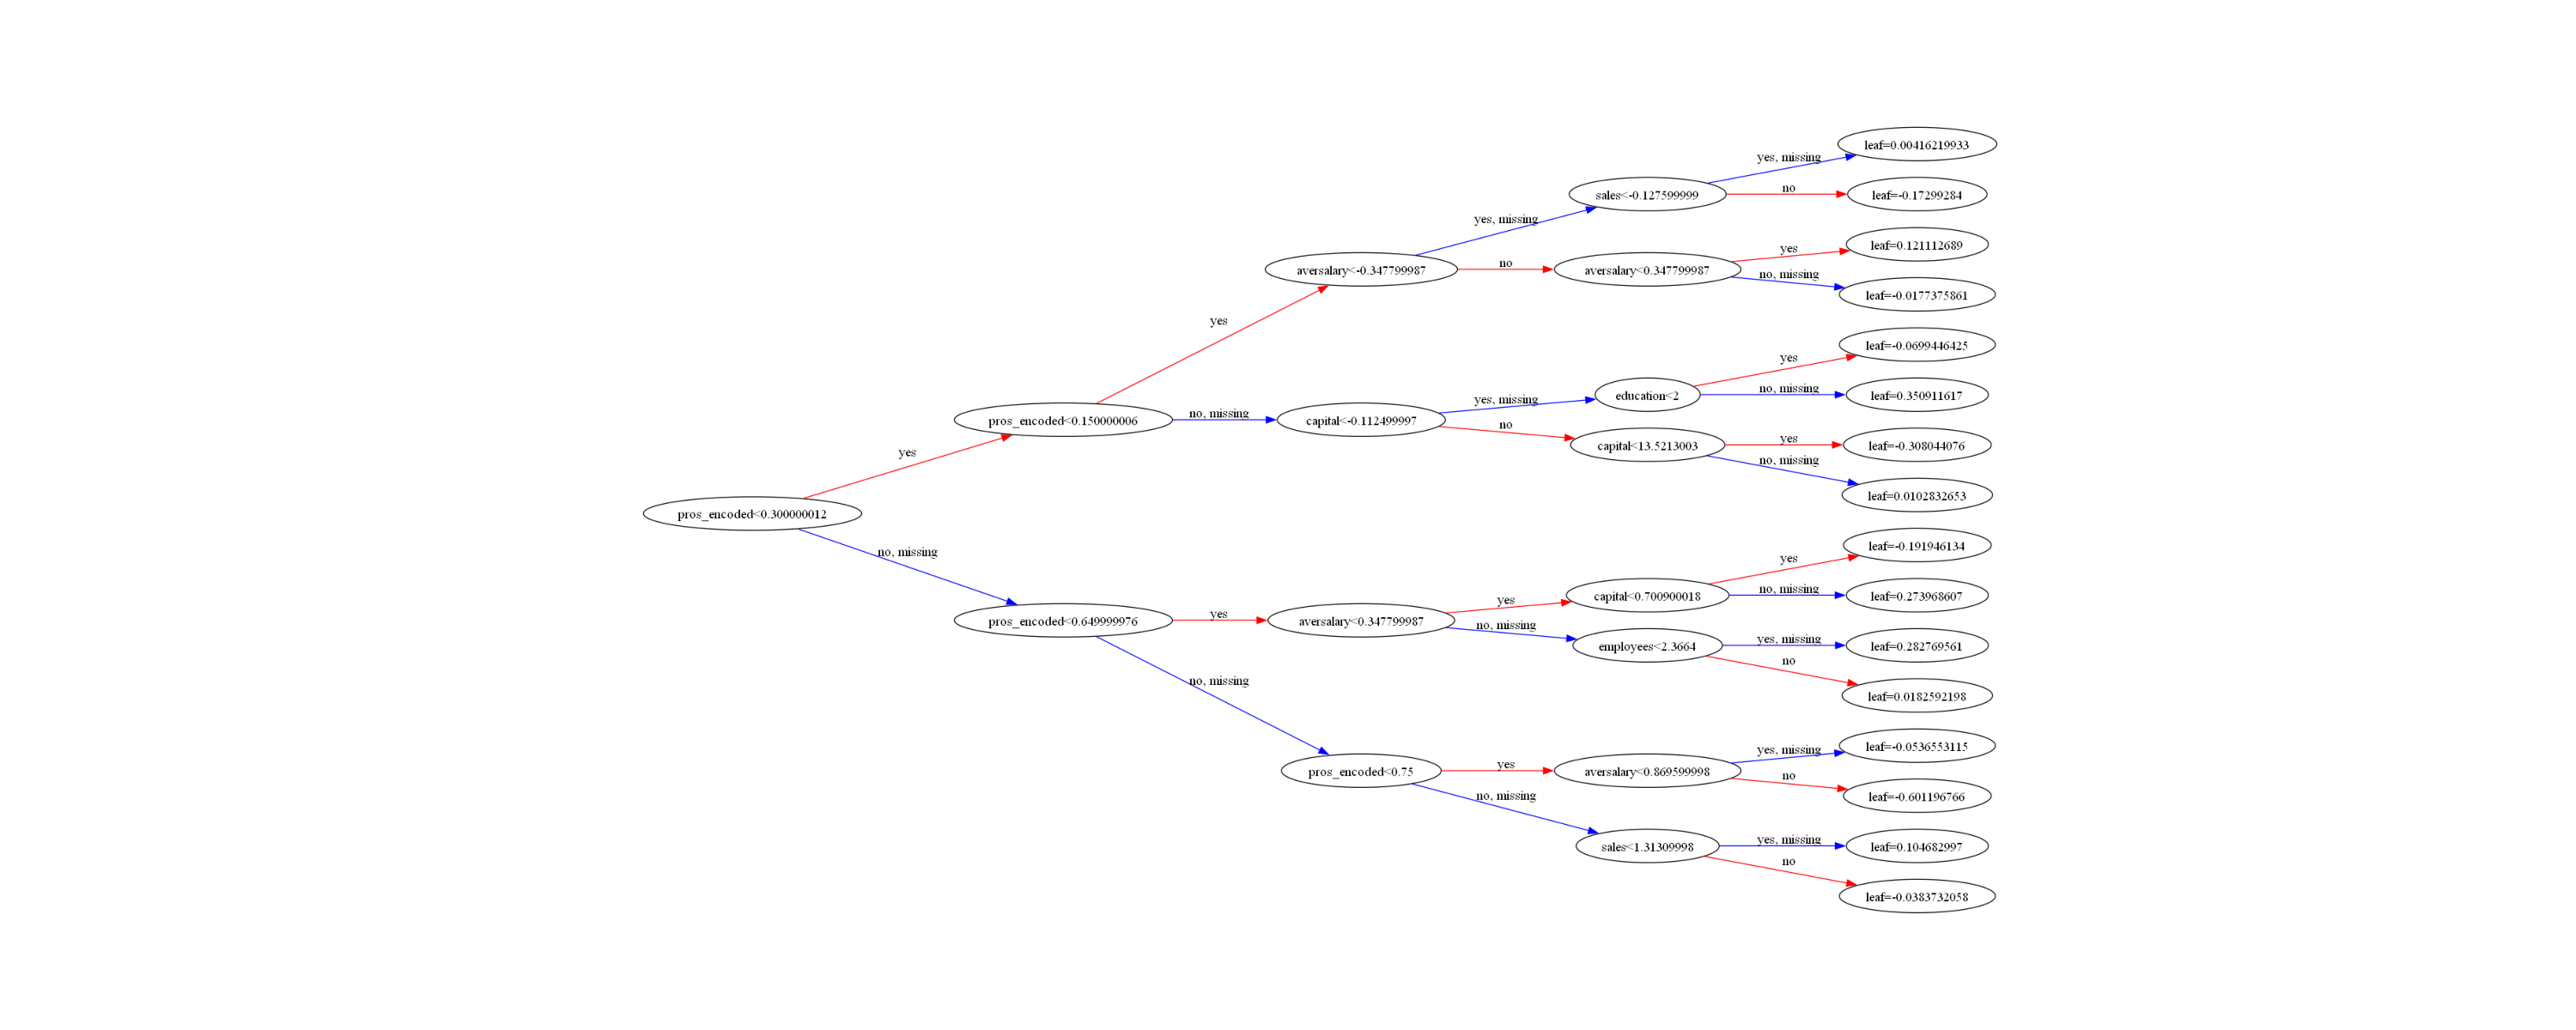 leaf=0.00416219933
yes, missing
sales<-0.127599999
no
leaf=-0.17299284
yes, missing
leaf=0.121112689
yes
aversalary<-0.347799987
no
aversalary<0.347799987
no, missing
leaf=-0.0177375861
yes
leaf=-0.0699446425
yes
education<2
no, missing
leaf=0.350911617
yes, missing
pros_encoded<0.150000006
no, missing
capital<-0.112499997
no
capital<13.5213003
yes
leaf=-0.308044076
no, missing
yes
leaf=0.0102832653
pros_encoded<0.300000012
no, missing
leaf=-0.191946134
yes
capital<0.700900018
no, missing
leaf=0.273968607
yes
pros_encoded<0.649999976
yes
aversalary<0.347799987
no, missing
employees<2.3664
yes, missing
leaf=0.282769561
no
leaf=0.0182592198
no, missing
leaf=-0.0536553115
yes, missing
pros_encoded<0.75
yes
aversalary<0.869599998
no
leaf=-0.601196766
no, missing
sales<1.31309998
yes, missing
leaf=0.104682997
no
leaf=-0.0383732058